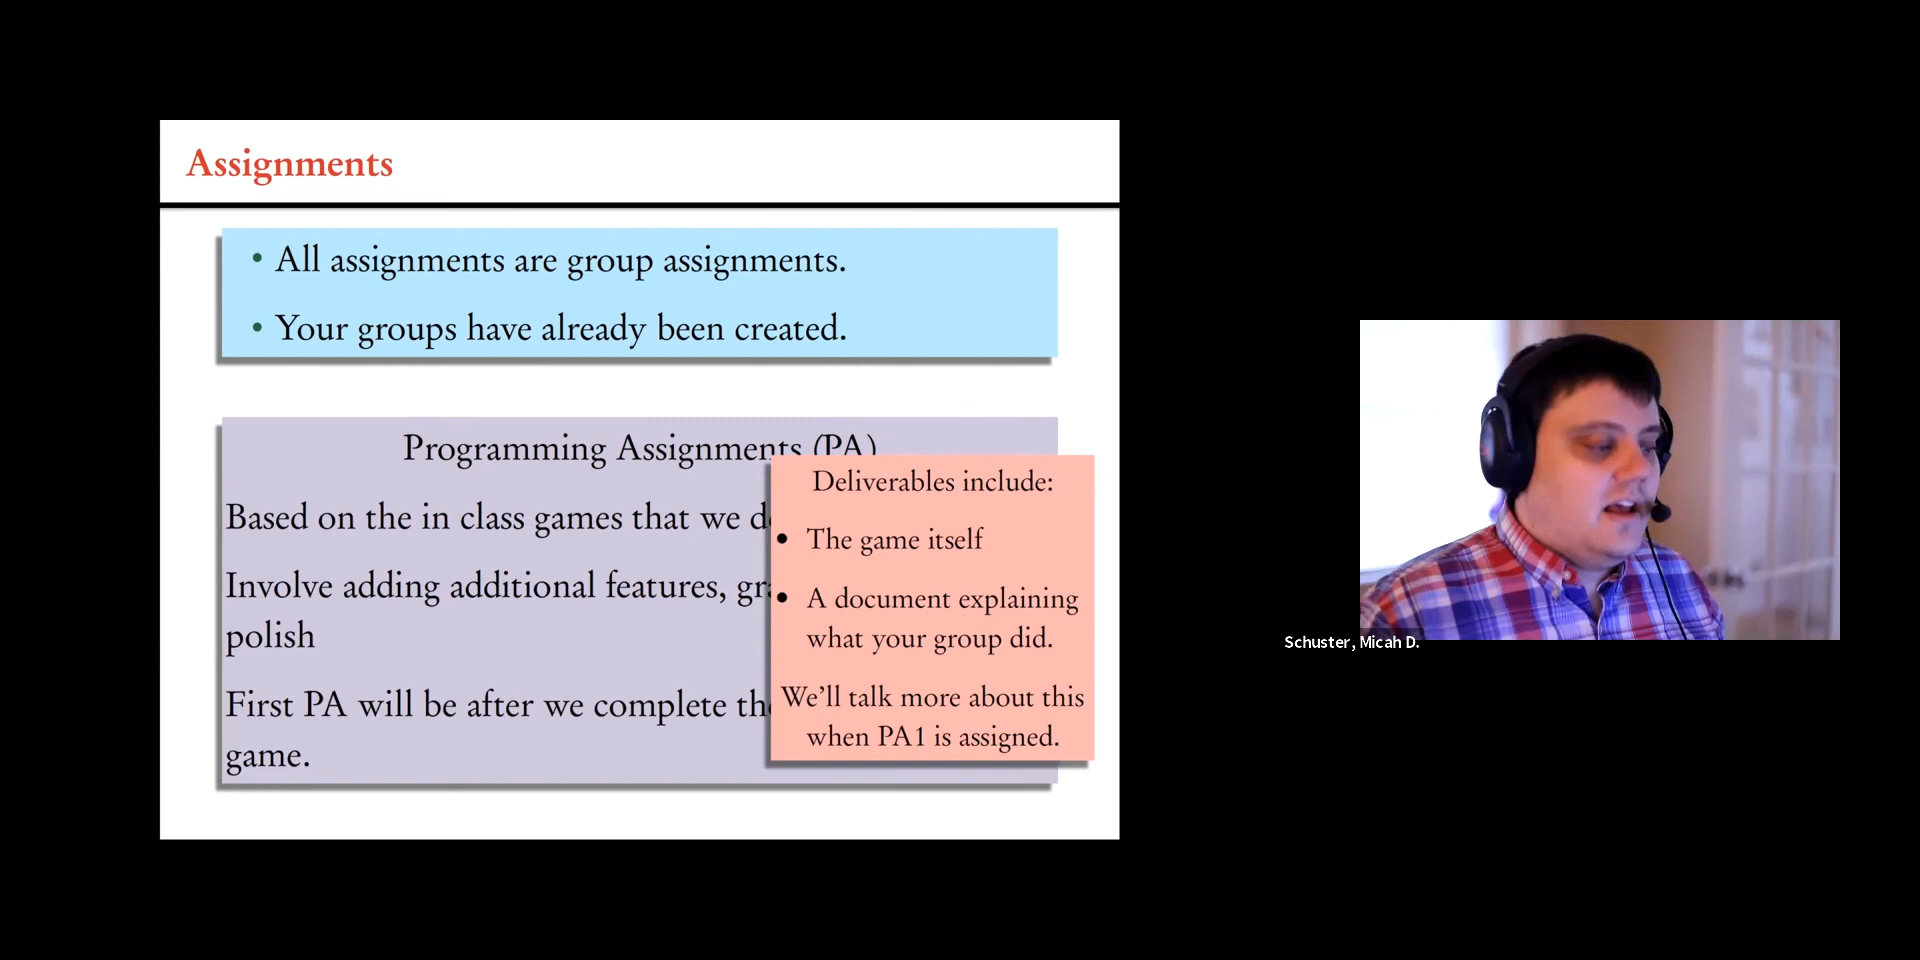 Assignments
• All assignments are group assignments.
• Your groups have already been created.
Programming Assignments (PA)
Based on the in class games that we
Involve adding additional features,
polish
First PA will be after we complete
game.
Deliverables include:
• The game itself
• A document explaining
what your group did.
We’ll talk more about this
when PA1 is assigned.
Schuster, Micah D.